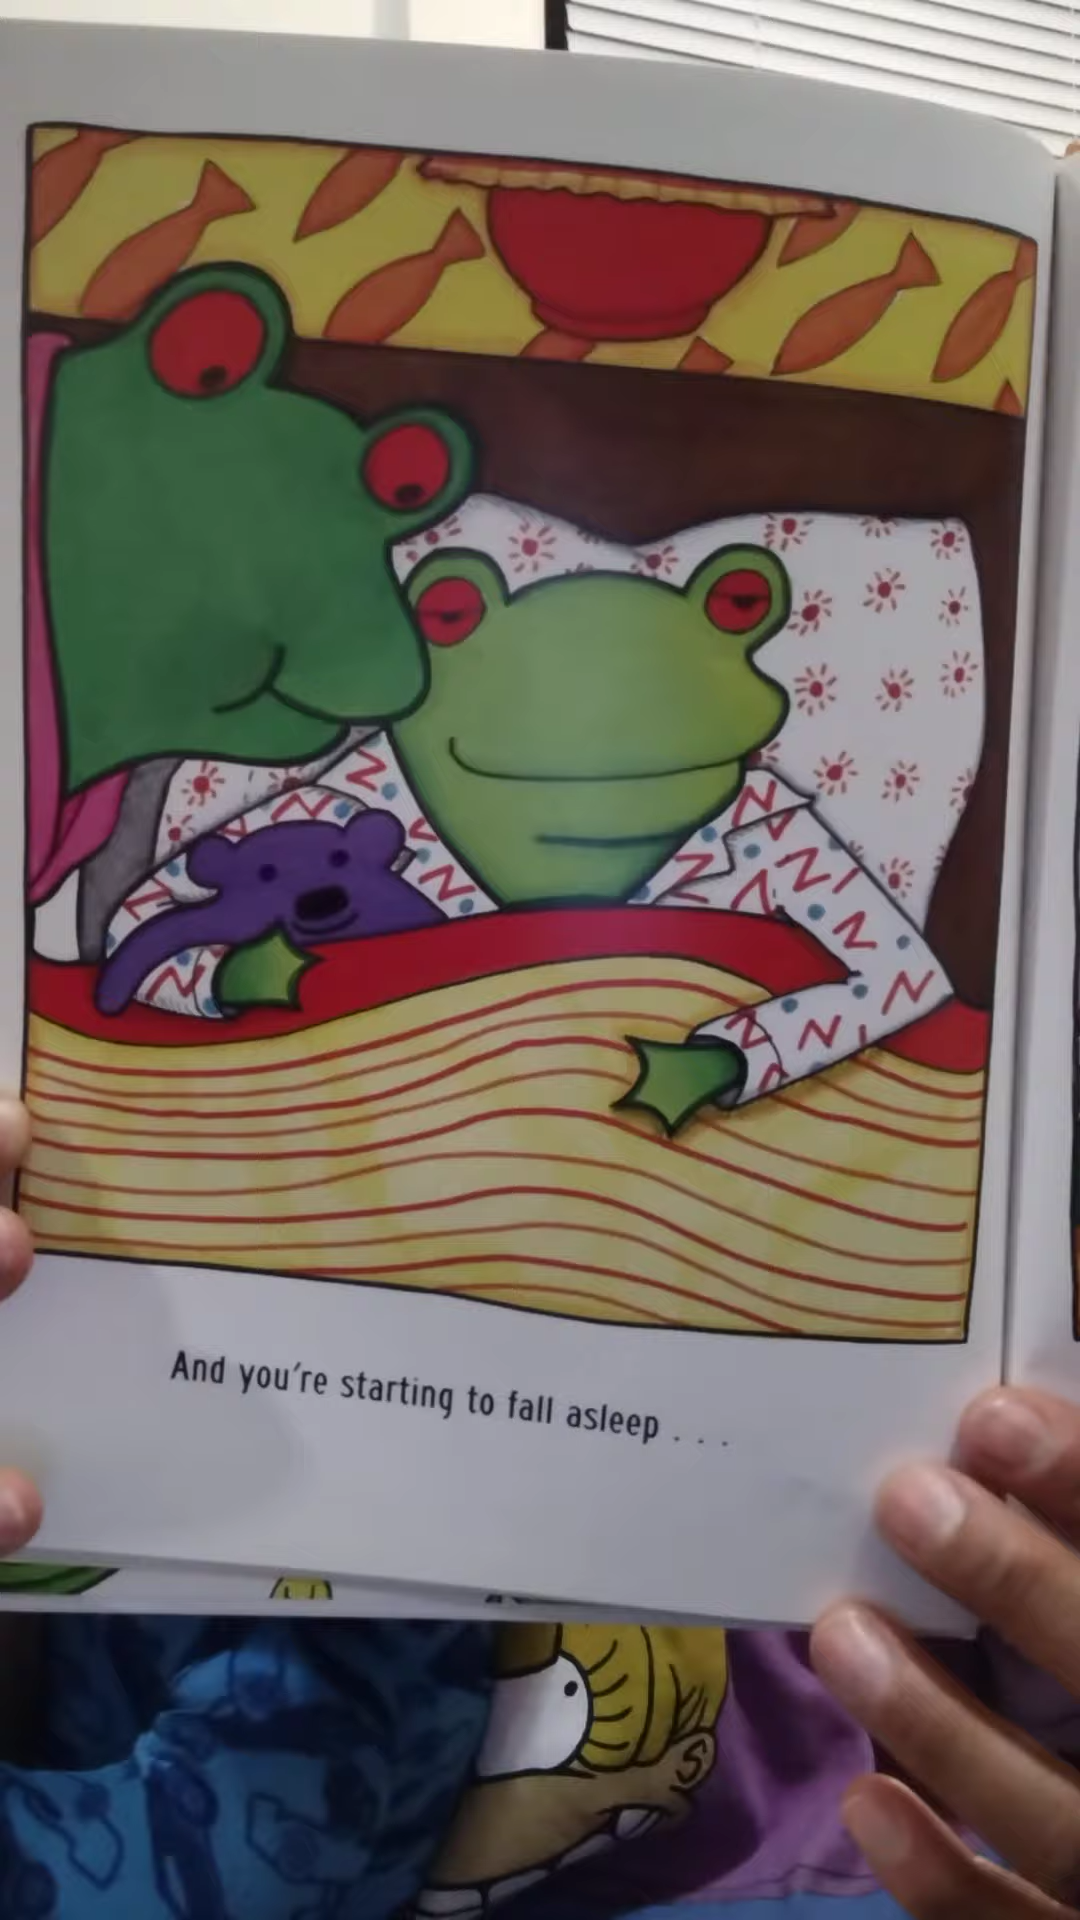 And you're starting to fall asleep . . .